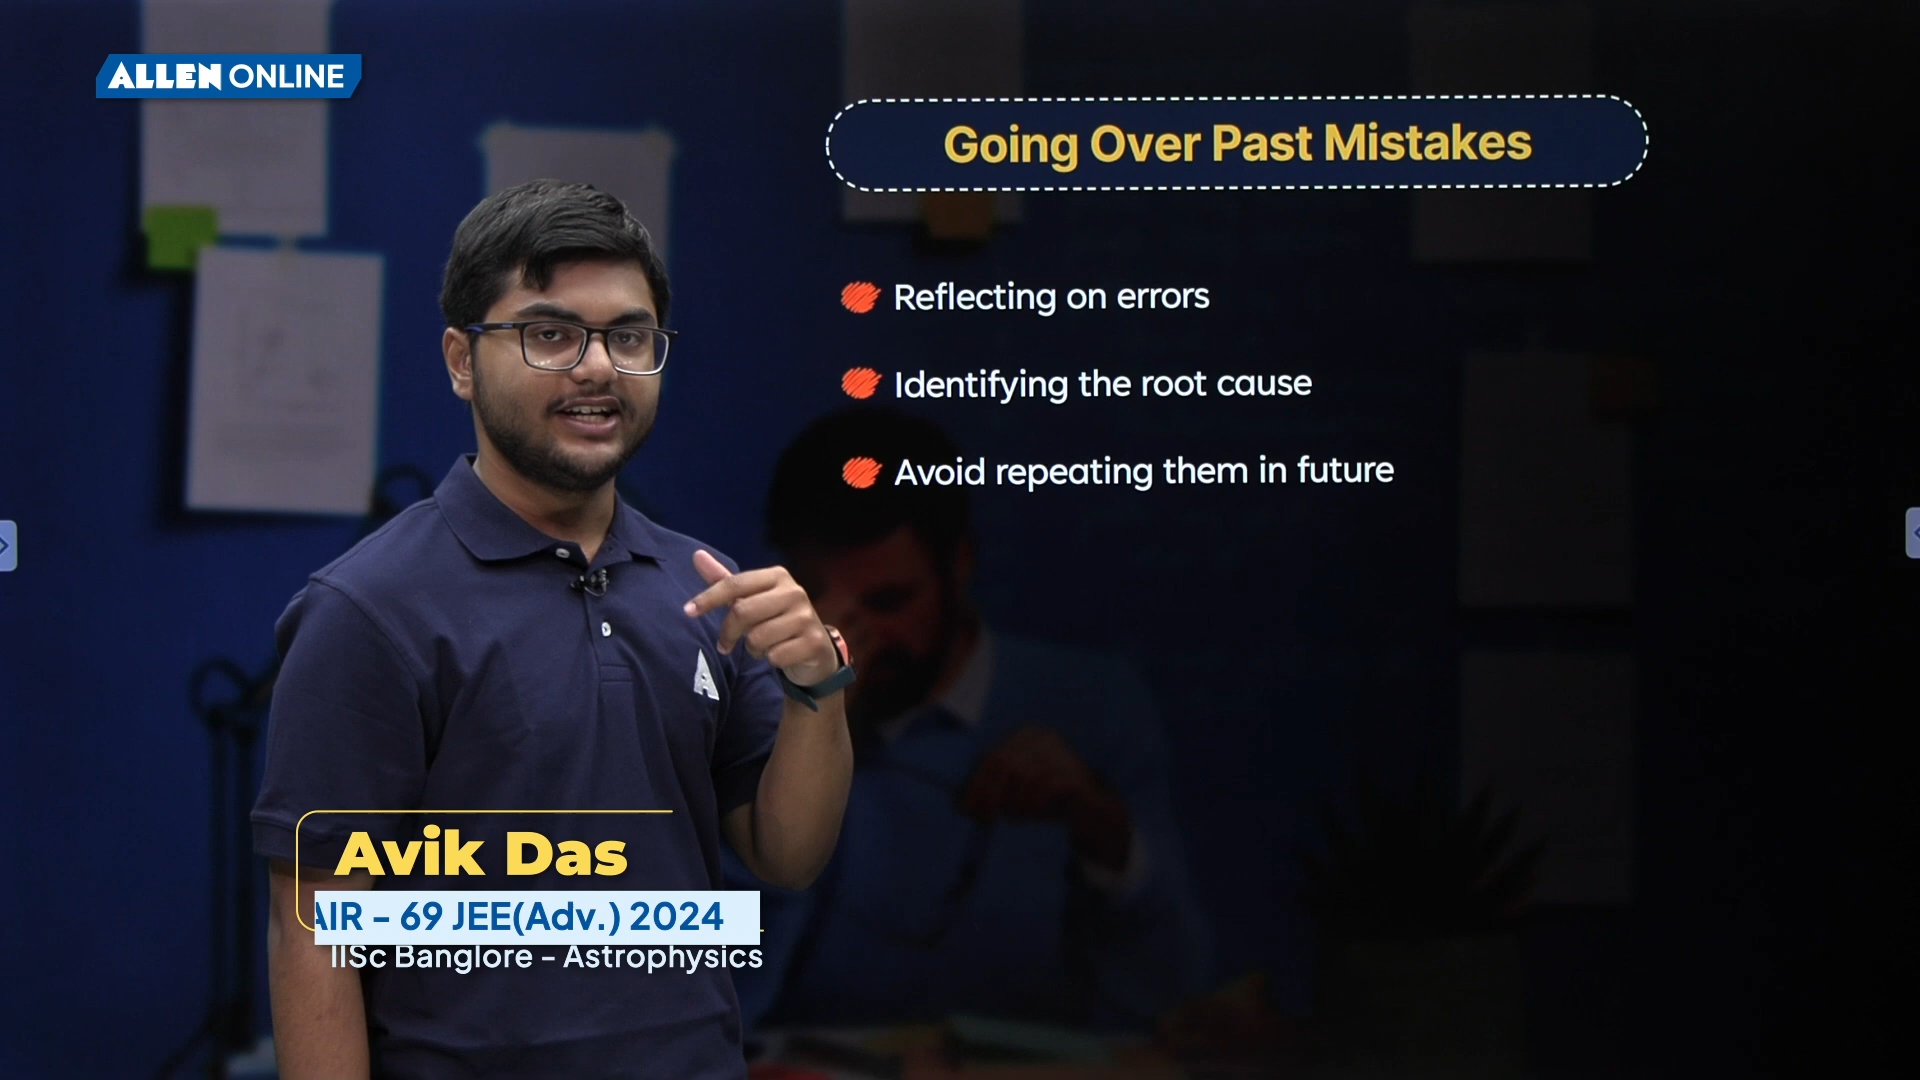 ALLEN ONLINE
Going Over Past Mistakes
Reflecting on errors
Identifying the root cause
Avoid repeating them in future
A
Avik Das
AIR - 69 JEE(Adv.) 2024
IISc Banglore - Astrophysics